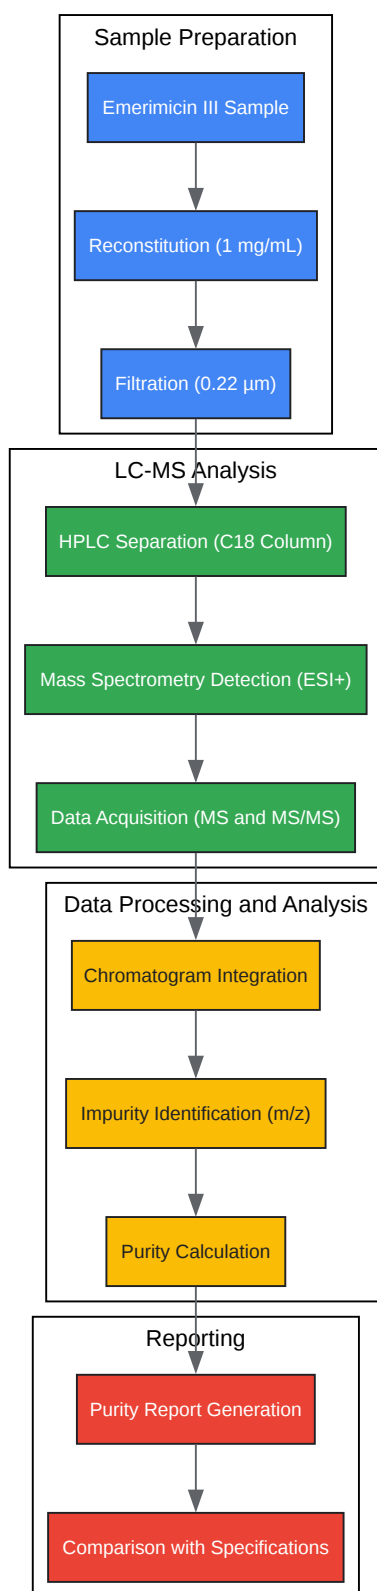 Sample Preparation
Emerimicin III Sample
Reconstitution (1 mg/mL)
Filtration (0.22 µm)
LC-MS Analysis
HPLC Separation (C18 Column)
Mass Spectrometry Detection (ESI+)
Data Acquisition (MS and MS/MS)
Data Processing and Analysis
Chromatogram Integration
Impurity Identification (m/z)
Purity Calculation
Reporting
Purity Report Generation
Comparison with Specifications